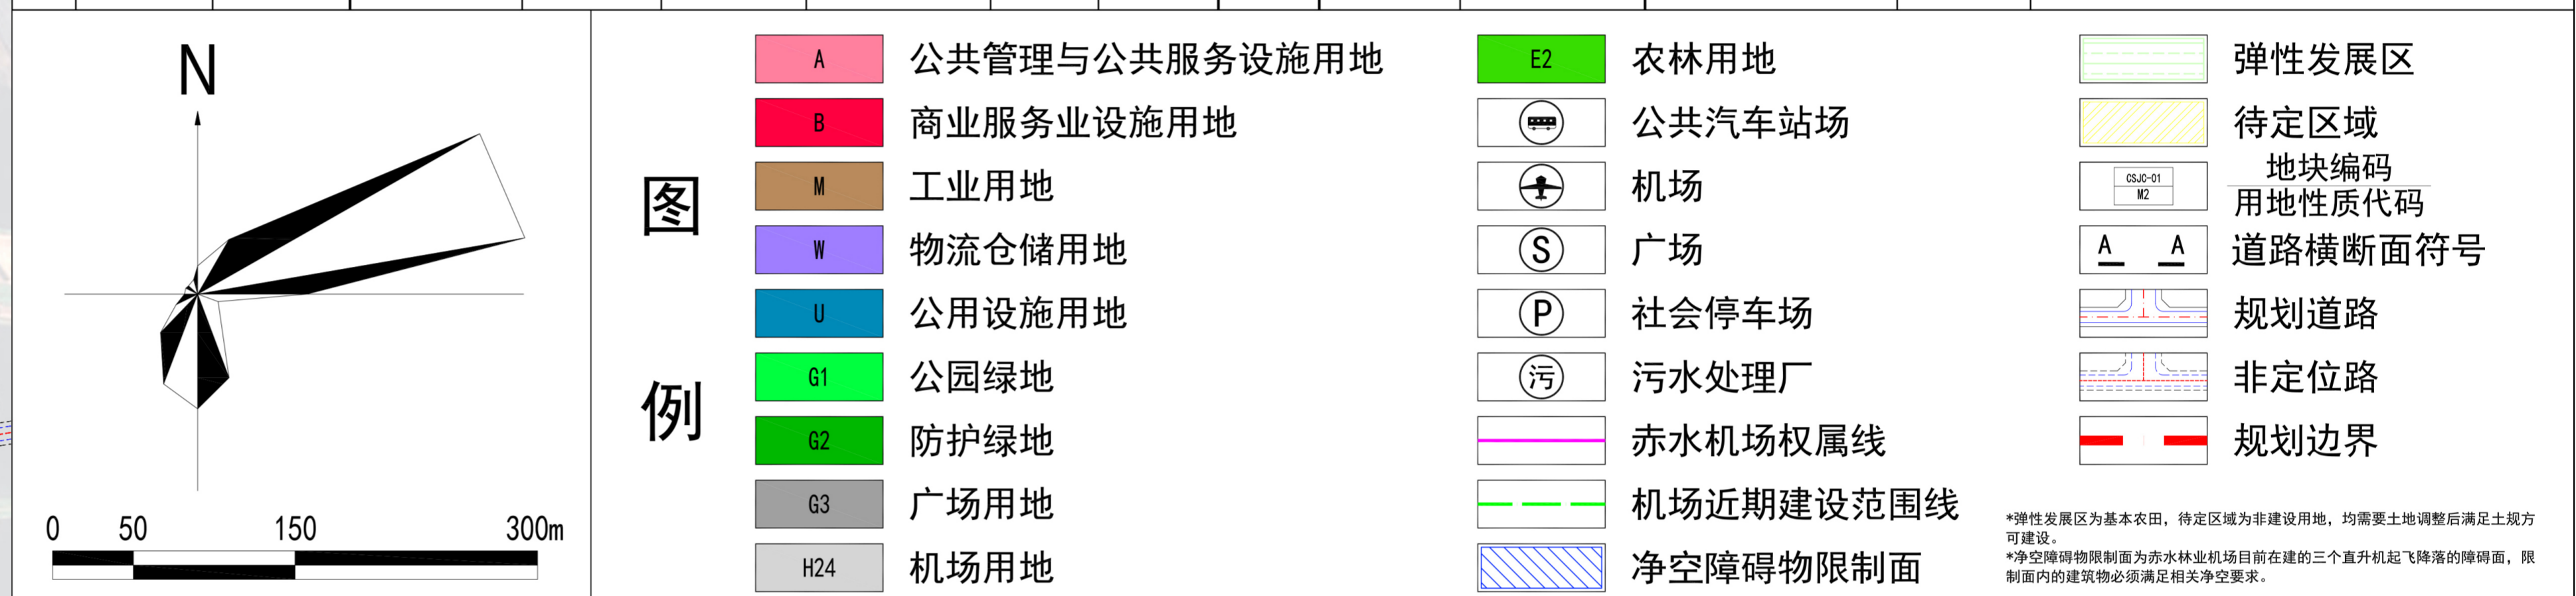 N
0 50 150 300m
图
例
A 公共管理与公共服务设施用地
B 商业服务业设施用地
M 工业用地
W 物流仓储用地
U 公用设施用地
G1 公园绿地
G2 防护绿地
G3 广场用地
H24 机场用地
E2 农林用地
公共汽车站场
机场
S 广场
P 社会停车场
污 污水处理厂
赤水机场权属线
机场近期建设范围线
净空障碍物限制面
弹性发展区
待定区域
CSJC-01 地块编码
M2 用地性质代码
A A 道路横断面符号
规划道路
非定位路
规划边界
*弹性发展区为基本农田，待定区域为非建设用地，均需要土地调整后满足土规方
可建设。
*净空障碍物限制面为赤水林业机场目前在建的三个直升机起飞降落的障碍面，限
制面内的建筑物必须满足相关净空要求。